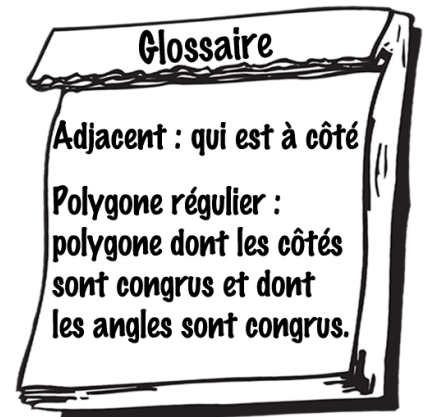 Glossaire
Adjacent : qui est à côté
Polygone régulier :
polygone dont les côtés
sont congrus et dont
les angles sont congrus.